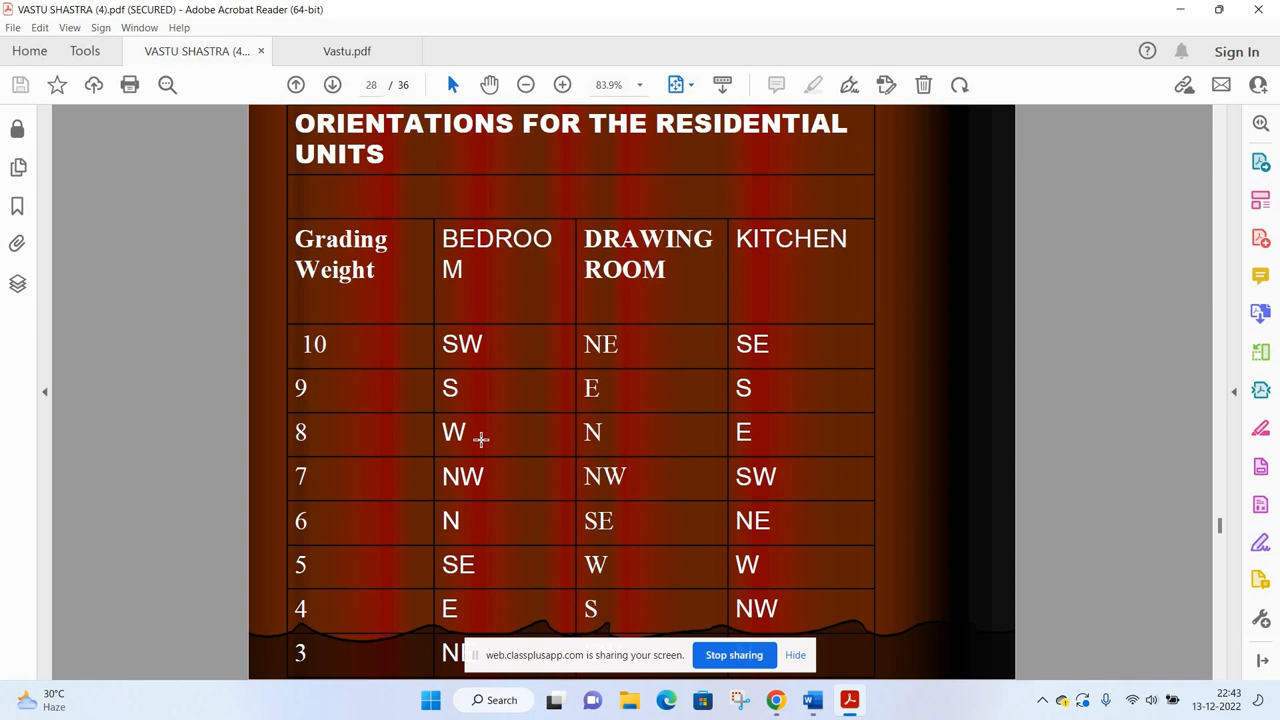 VASTU SHASTRA (4).pdf (SECURED) - Adobe Acrobat Reader (64-bit)
File Edit View Sign Window Help
Home Tools VASTU SHASTRA (4... × Vastu.pdf Sign In
28 / 36 83.9%
ORIENTATIONS FOR THE RESIDENTIAL
UNITS
Grading BEDROO DRAWING KITCHEN
Weight M ROOM
10 SW NE SE
9 S E S
8 W N E
7 NW NW SW
6 N SE NE
5 SE W W
4 E S NW
3
web.classplusapp.com is sharing your screen. Stop sharing Hide
30°C
Haze
Search
22:43
13-12-2022